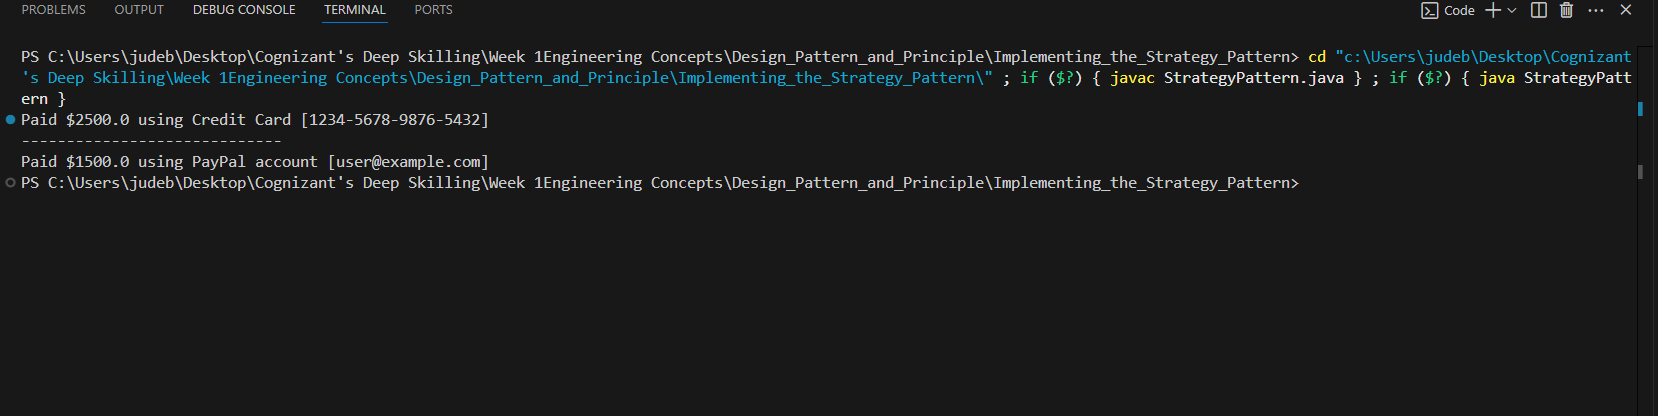 PROBLEMS OUTPUT DEBUG CONSOLE TERMINAL PORTS Code
PS C:\Users\judeb\Desktop\Cognizant's Deep Skilling\Week 1Engineering Concepts\Design_Pattern_and_Principle\Implementing_the_Strategy_Pattern> cd "c:\Users\judeb\Desktop\Cognizant
's Deep Skilling\Week 1Engineering Concepts\Design_Pattern_and_Principle\Implementing_the_Strategy_Pattern\" ; if ($?) { javac StrategyPattern.java } ; if ($?) { java StrategyPatt
ern }
Paid $2500.0 using Credit Card [1234-5678-9876-5432]
-----------------------------
Paid $1500.0 using PayPal account [user@example.com]
PS C:\Users\judeb\Desktop\Cognizant's Deep Skilling\Week 1Engineering Concepts\Design_Pattern_and_Principle\Implementing_the_Strategy_Pattern>